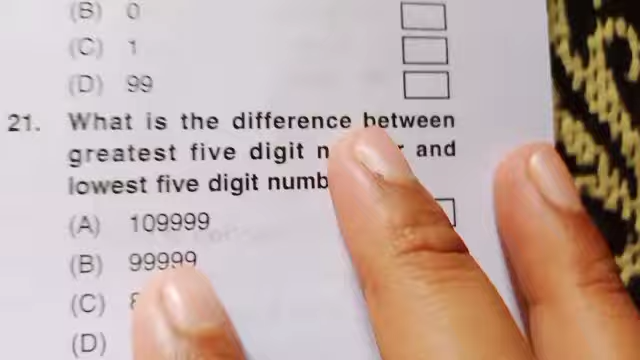 (B) 0
(C) 1
(D) 99
21. What is the difference between
greatest five digit and
lowest five digit
(A) 109999
(B) 99999
(C)
(D)